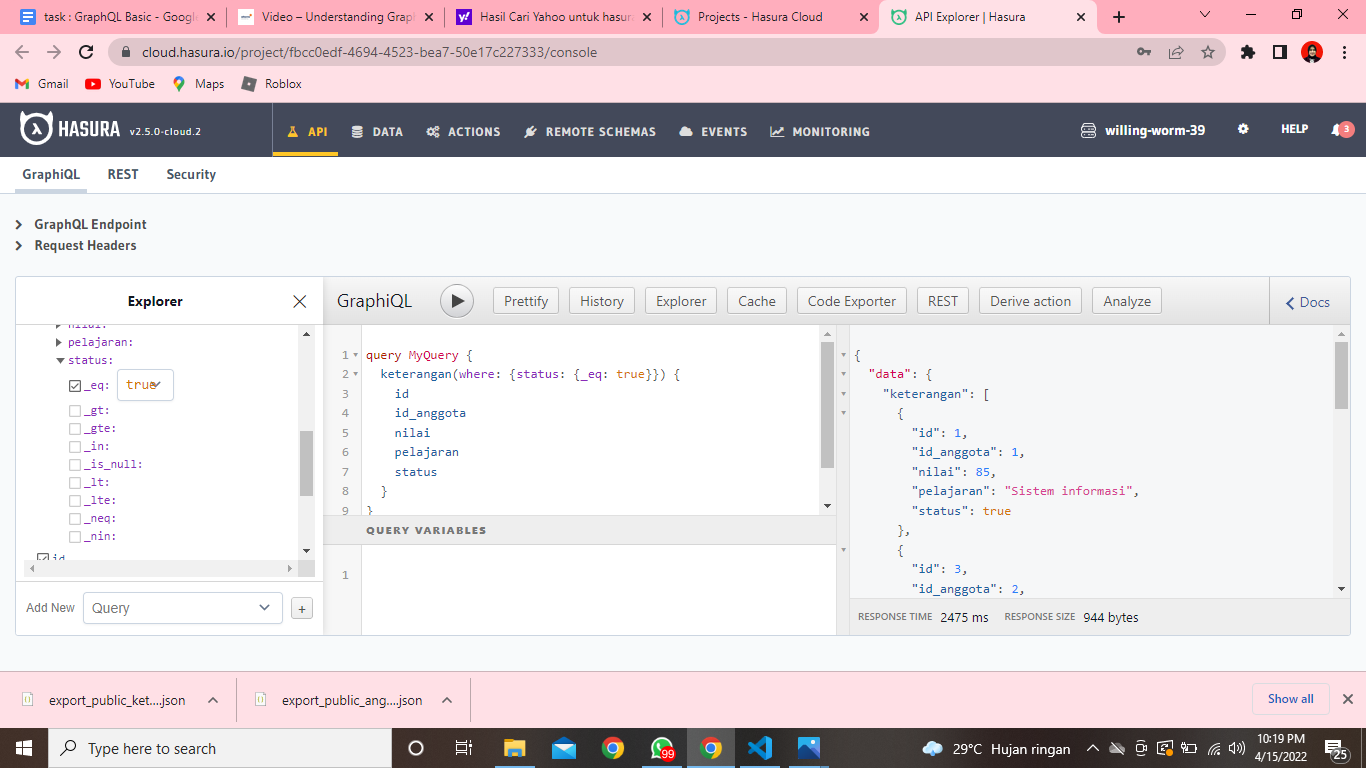 task : GraphQL Basic - Googl
Video – Understanding Grap
Hasil Cari Yahoo untuk hasura
Projects - Hasura Cloud
API Explorer | Hasura
cloud.hasura.io/project/fbcc0edf-4694-4523-bea7-50e17c227333/console
Gmail
YouTube
Maps
Roblox
HASURA v2.5.0-cloud.2
API
DATA
ACTIONS
REMOTE SCHEMAS
EVENTS
MONITORING
willing-worm-39
HELP
3
GraphiQL
REST
Security
GraphQL Endpoint
Request Headers
Explorer
nilai:
pelajaran:
status:
_eq: true
_gt:
_gte:
_in:
_is_null:
_lt:
_lte:
_neq:
_nin:
id
Add New
Query
+
GraphiQL
Prettify
History
Explorer
Cache
Code Exporter
REST
Derive action
Analyze
Docs
1 query MyQuery {
2 keterangan(where: {status: {_eq: true}}) {
3 id
4 id_anggota
5 nilai
6 pelajaran
7 status
8 }
9 }
QUERY VARIABLES
1
{
"data": {
"keterangan": [
{
"id": 1,
"id_anggota": 1,
"nilai": 85,
"pelajaran": "Sistem informasi",
"status": true
},
{
"id": 3,
"id_anggota": 2,
RESPONSE TIME 2475 ms RESPONSE SIZE 944 bytes
export_public_ket....json
export_public_ang....json
Show all
Type here to search
99
29°C Hujan ringan
10:19 PM
4/15/2022
25